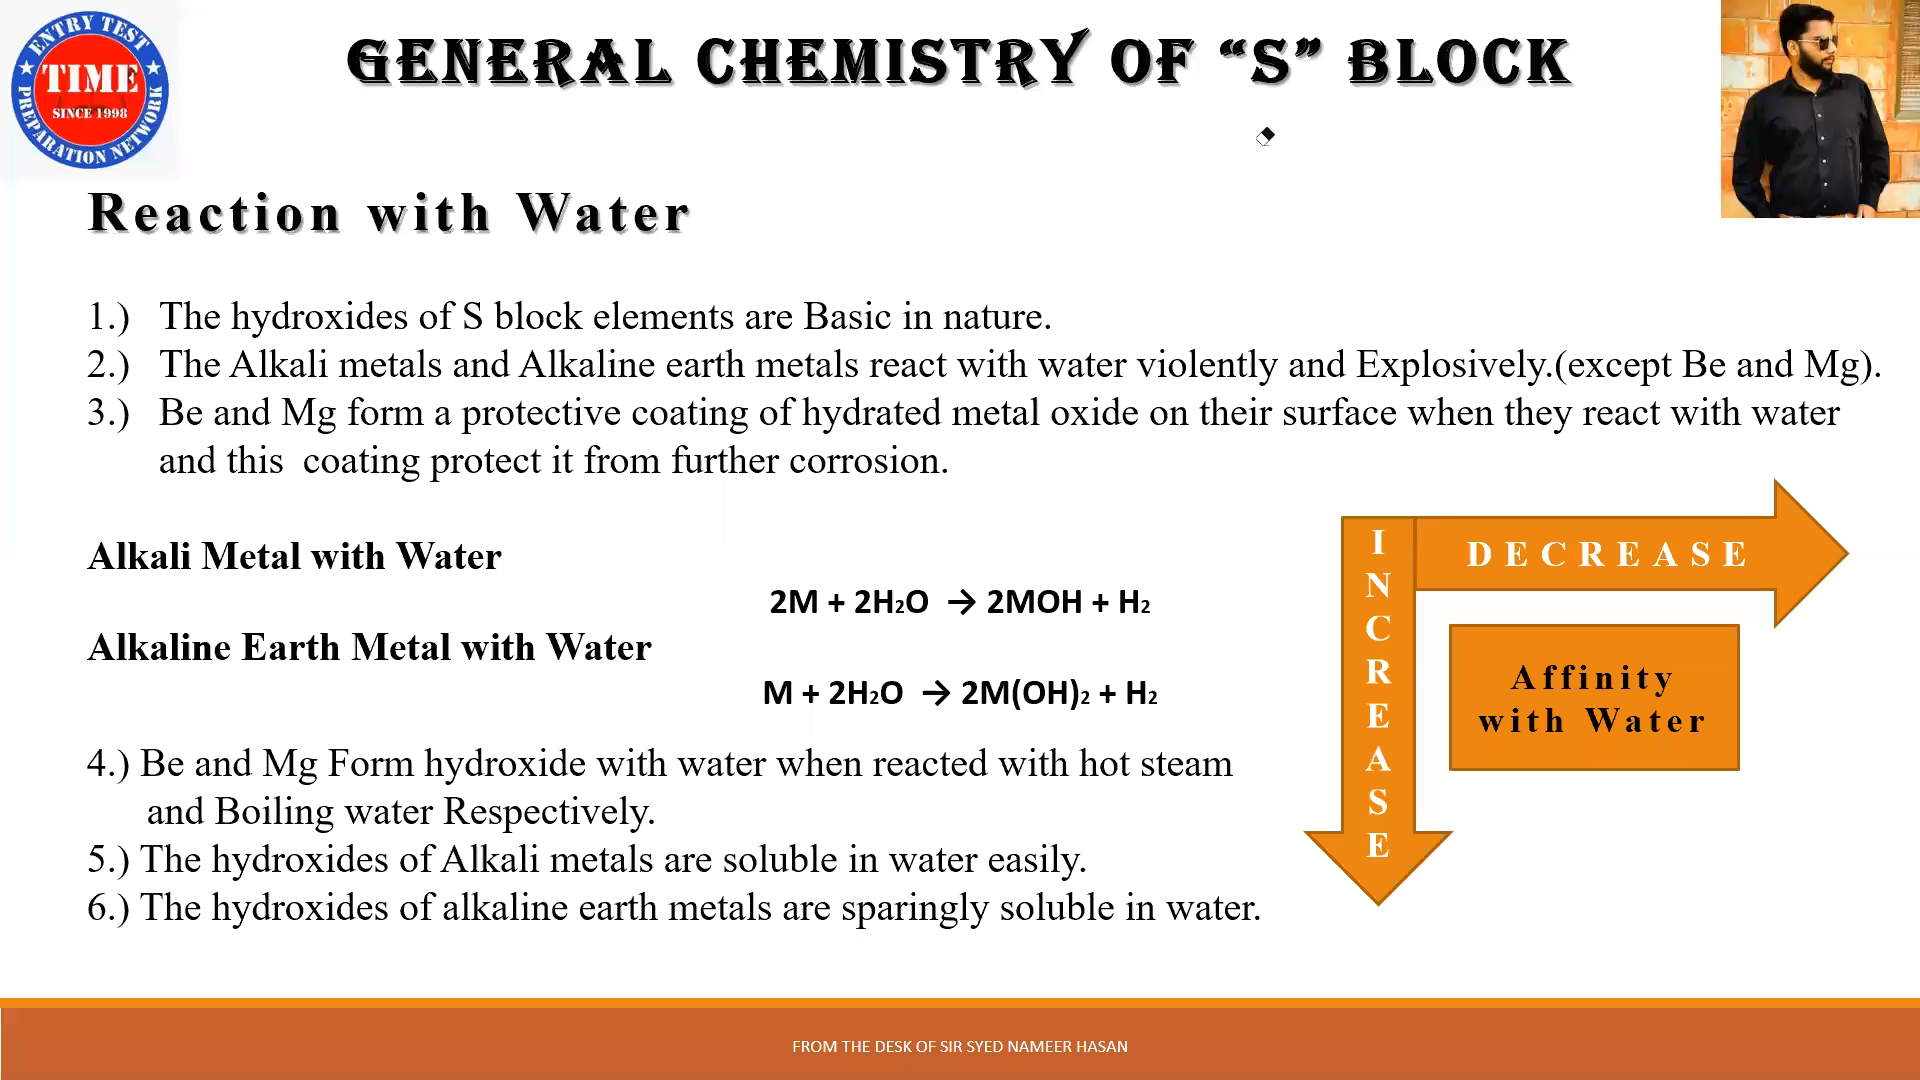 ENTRY TEST
TIME
SINCE 1998
PREPARATION NETWORK
GENERAL CHEMISTRY OF “S” BLOCK
Reaction with Water
1.) The hydroxides of S block elements are Basic in nature.
2.) The Alkali metals and Alkaline earth metals react with water violently and Explosively.(except Be and Mg).
3.) Be and Mg form a protective coating of hydrated metal oxide on their surface when they react with water
and this coating protect it from further corrosion.
Alkali Metal with Water
2M + 2H₂O → 2MOH + H₂
Alkaline Earth Metal with Water
M + 2H₂O → 2M(OH)₂ + H₂
4.) Be and Mg Form hydroxide with water when reacted with hot steam
and Boiling water Respectively.
5.) The hydroxides of Alkali metals are soluble in water easily.
6.) The hydroxides of alkaline earth metals are sparingly soluble in water.
INCREASE
DECREASE
Affinity
with Water
FROM THE DESK OF SIR SYED NAMEER HASAN